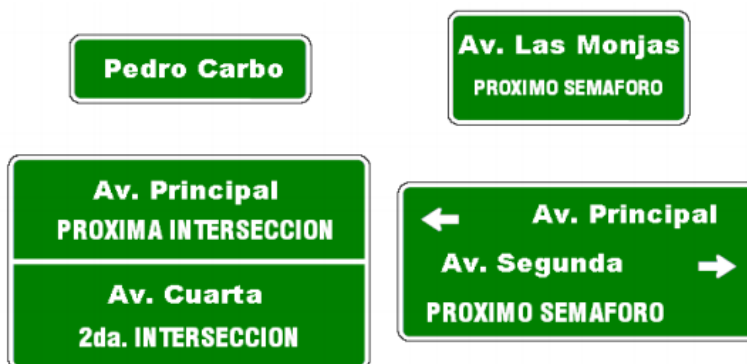 Pedro Carbo
Av. Las Monjas
PROXIMO SEMAFORO
Av. Principal
PROXIMA INTERSECCION
Av. Cuarta
2da. INTERSECCION
Av. Principal
Av. Segunda
PROXIMO SEMAFORO